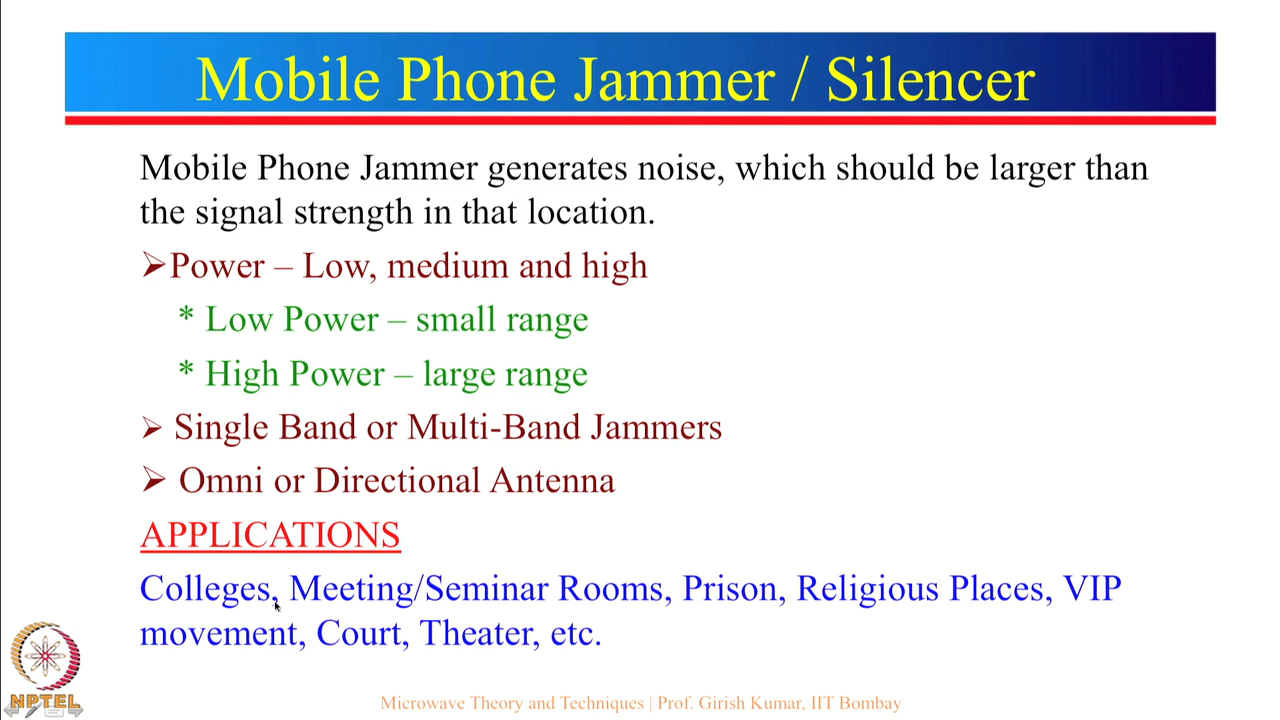 Mobile Phone Jammer / Silencer
Mobile Phone Jammer generates noise, which should be larger than
the signal strength in that location.
➢Power – Low, medium and high
* Low Power – small range
* High Power – large range
➢ Single Band or Multi-Band Jammers
➢ Omni or Directional Antenna
APPLICATIONS
Colleges, Meeting/Seminar Rooms, Prison, Religious Places, VIP
movement, Court, Theater, etc.
NPTEL
Microwave Theory and Techniques | Prof. Girish Kumar, IIT Bombay